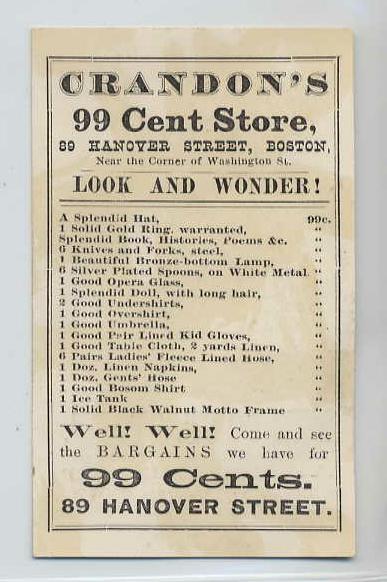 CRANDON'S
99 Cent Store,
89 HANOVER STREET, BOSTON,
Near the Corner of Washington St.
LOOK AND WONDER!
A Splendid Hat, 99c.
1 Solid Gold Ring, warranted, "
Splendid Book, Histories, Poems &c. "
6 Knives and Forks, steel, "
1 Beautiful Bronze-bottom Lamp, "
6 Silver Plated Spoons, on White Metal "
1 Good Opera Glass, "
1 Splendid Doll, with long hair, "
2 Good Undershirts, "
1 Good Overshirt, "
1 Good Umbrella, "
1 Good Pair Lined Kid Gloves, "
1 Good Table Cloth, 2 yards Linen, "
6 Pairs Ladies' Fleece Lined Hose, "
1 Doz. Linen Napkins, "
1 Doz. Gents' Hose "
1 Good Bosom Shirt "
1 Ice Tank "
1 Solid Black Walnut Motto Frame "
Well! Well! Come and see
the BARGAINS we have for
99 Cents.
89 HANOVER STREET.